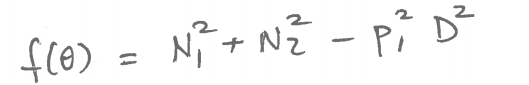 f(θ) = N₁² + N₂² − P₁² D²